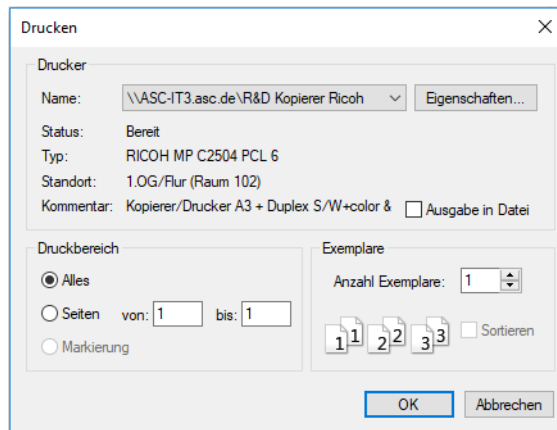 Drucken
Drucker
Name: \\ASC-IT3.asc.de\R&D Kopierer Ricoh Eigenschaften...
Status: Bereit
Typ: RICOH MP C2504 PCL 6
Standort: 1.OG/Flur (Raum 102)
Kommentar: Kopierer/Drucker A3 + Duplex S/W+color & Ausgabe in Datei
Druckbereich
Alles
Seiten von: 1 bis: 1
Markierung
Exemplare
Anzahl Exemplare: 1
1 1 2 2 3 3 Sortieren
OK Abbrechen